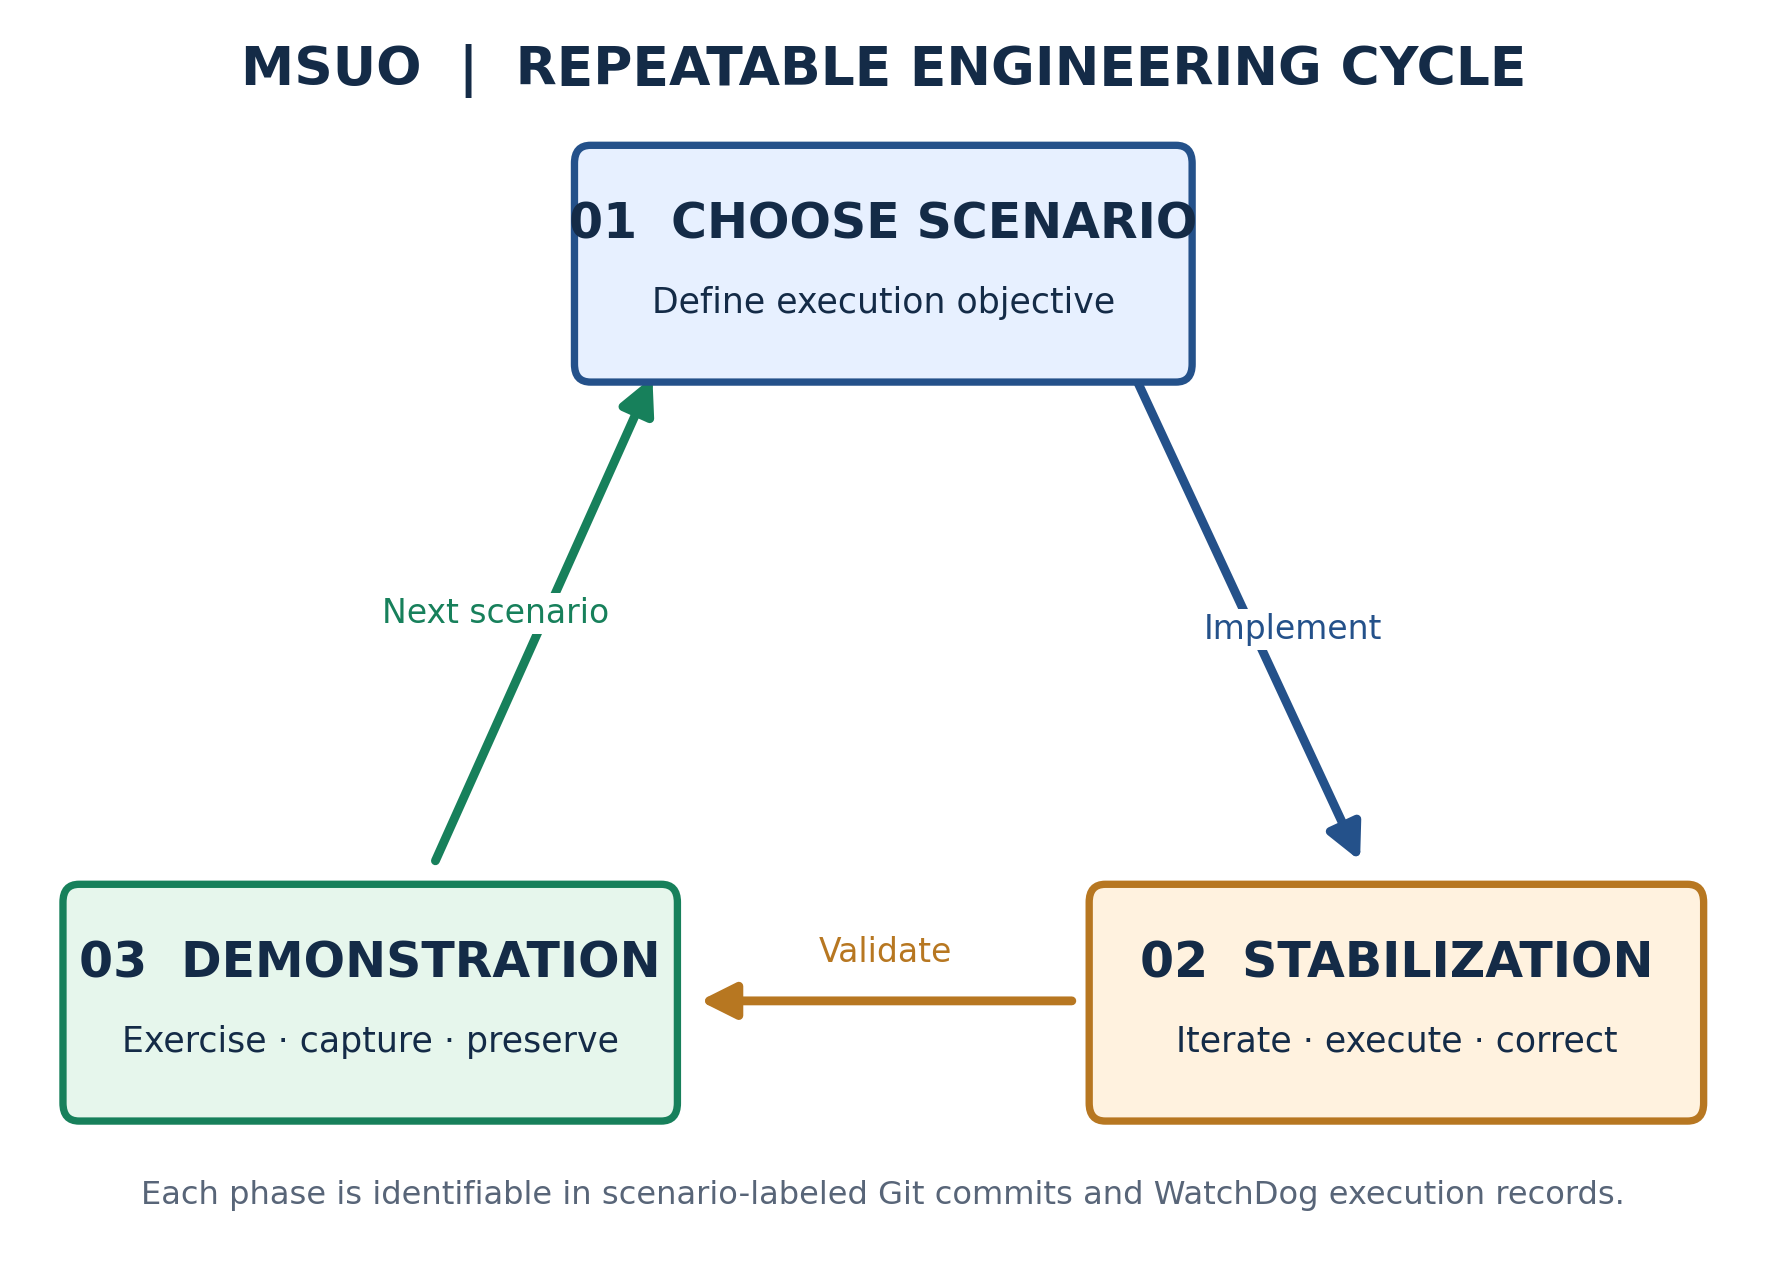 MSUO | REPEATABLE ENGINEERING CYCLE
01 CHOOSE SCENARIO
Define execution objective
Next scenario
Implement
03 DEMONSTRATION
Exercise · capture · preserve
Validate
02 STABILIZATION
Iterate · execute · correct
Each phase is identifiable in scenario-labeled Git commits and WatchDog execution records.